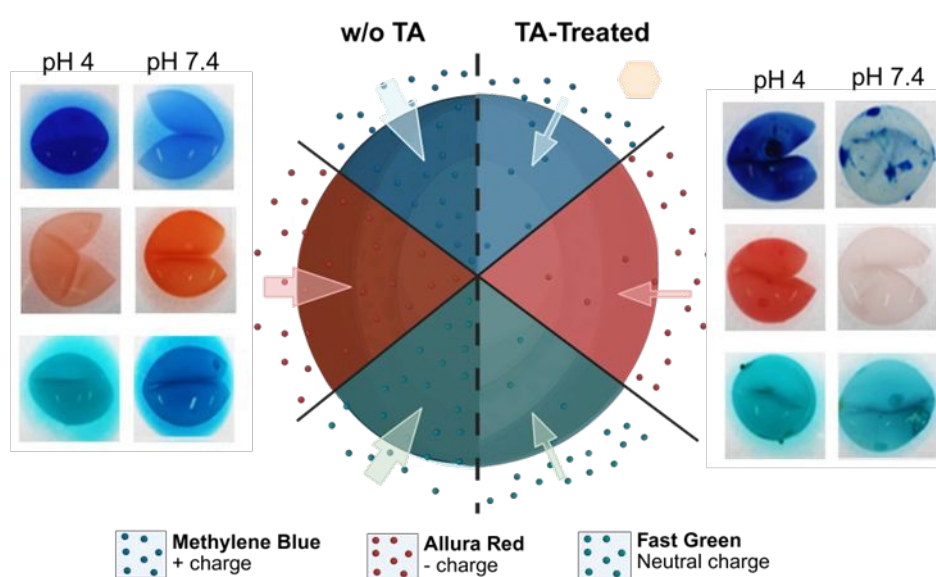 w/o TA
TA-Treated
pH 4
pH 7.4
pH 4
pH 7.4
Methylene Blue
+ charge
Allura Red
- charge
Fast Green
Neutral charge